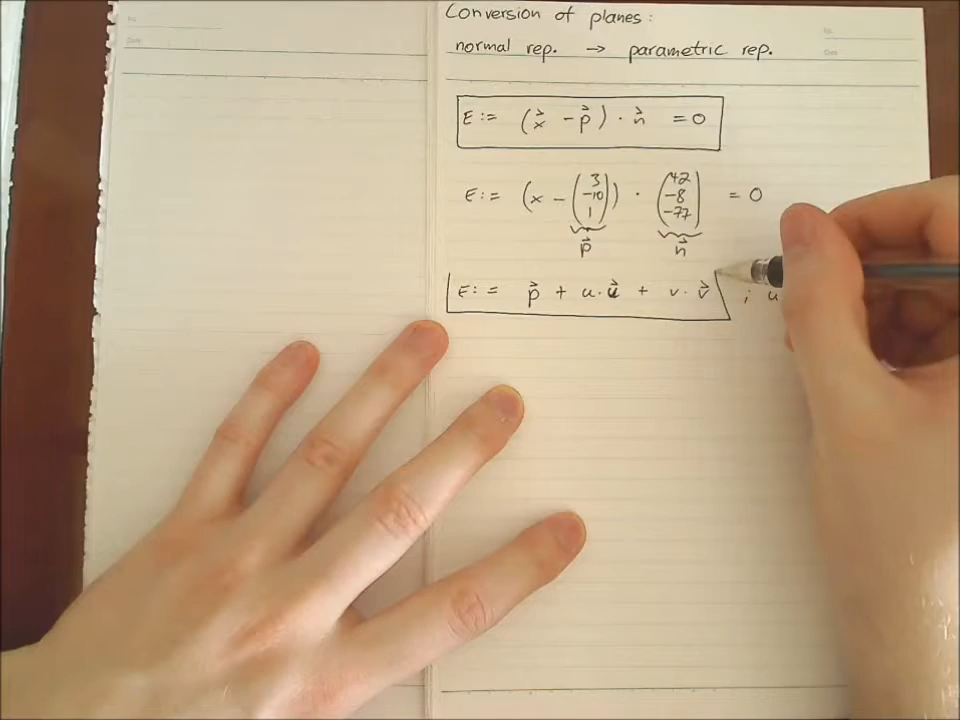 Conversion of planes:
normal rep. → parametric rep.
E:= (x⃗ - p⃗) · n⃗ = 0
E:= (x - (3 -10 1)) · (42 -8 -77) = 0
p⃗ n⃗
E:= p⃗ + u·u⃗ + v·v⃗ ; u